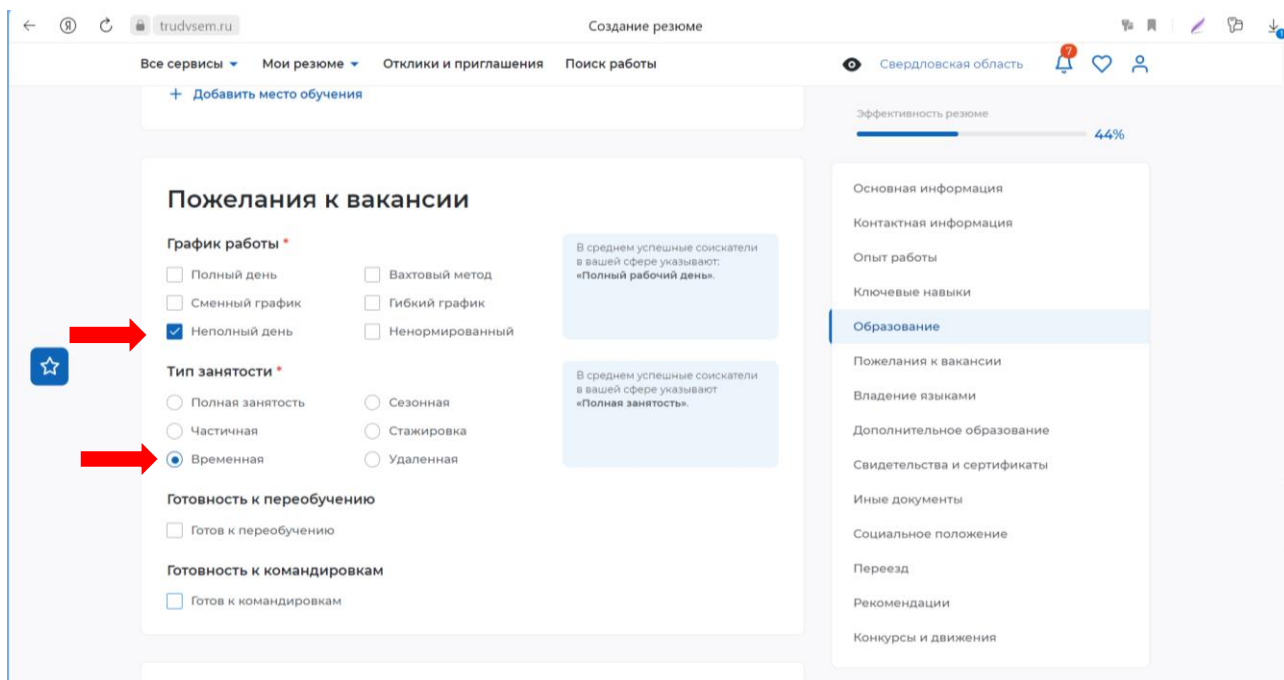 trudvsem.ru
Создание резюме
Все сервисы
Мои резюме
Отклики и приглашения
Поиск работы
Свердловская область
7
+ Добавить место обучения
Эффективность резюме
44%
Пожелания к вакансии
График работы *
Полный день
Вахтовый метод
Сменный график
Гибкий график
Неполный день
Ненормированный
В среднем успешные соискатели
в вашей сфере указывают:
«Полный рабочий день».
Тип занятости *
Полная занятость
Сезонная
Частичная
Стажировка
Временная
Удаленная
В среднем успешные соискатели
в вашей сфере указывают
«Полная занятость».
Готовность к переобучению
Готов к переобучению
Готовность к командировкам
Готов к командировкам
Основная информация
Контактная информация
Опыт работы
Ключевые навыки
Образование
Пожелания к вакансии
Владение языками
Дополнительное образование
Свидетельства и сертификаты
Иные документы
Социальное положение
Переезд
Рекомендации
Конкурсы и движения